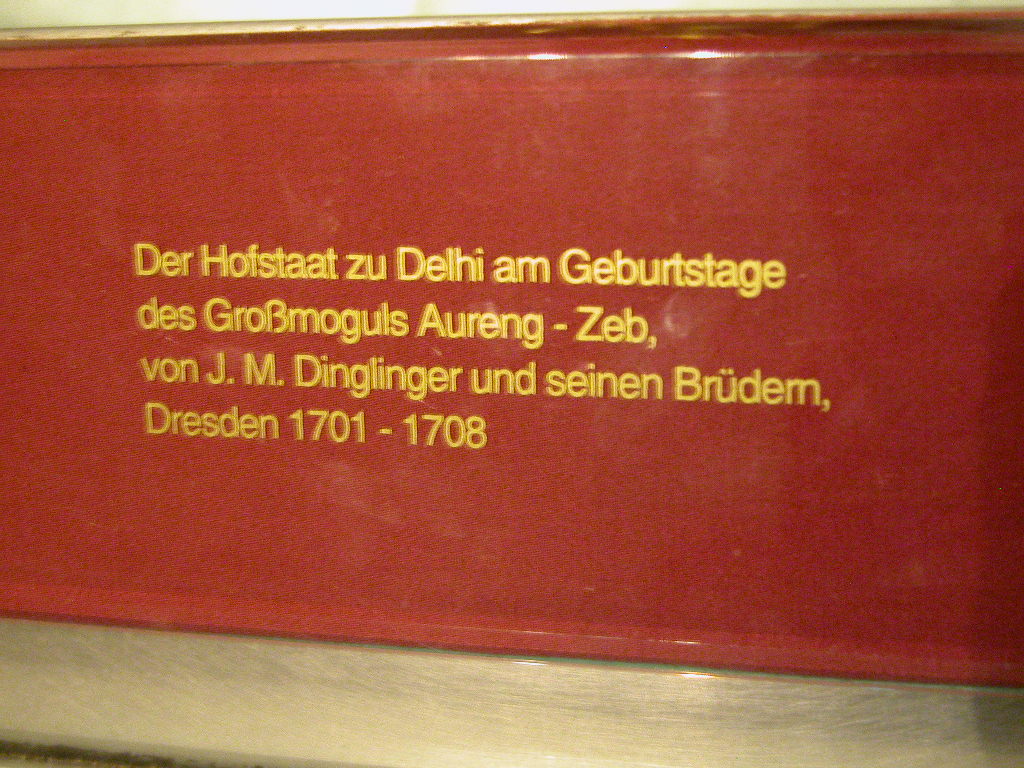 Der Hofstaat zu Delhi am Geburtstage
des Großmoguls Aureng - Zeb,
von J. M. Dinglinger und seinen Brüdern,
Dresden 1701 - 1708